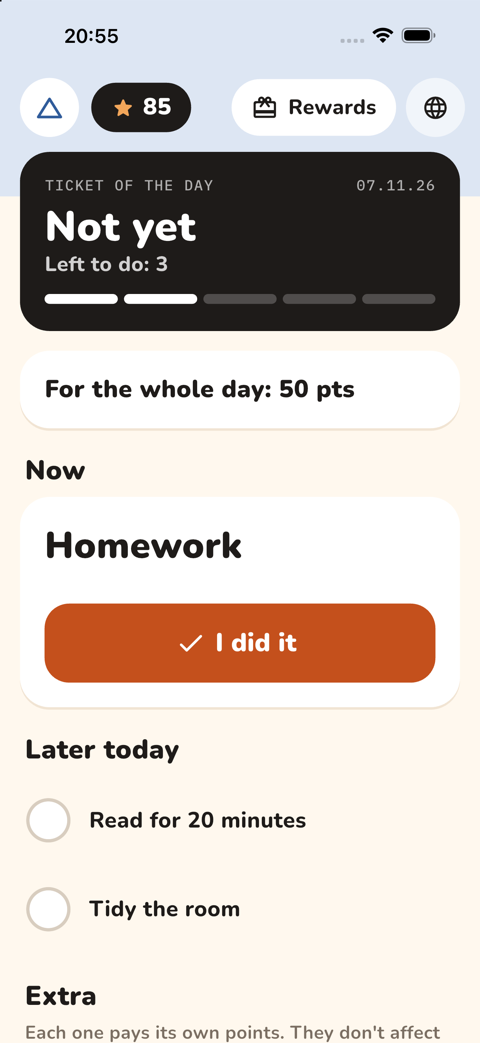 20:55
85
Rewards
TICKET OF THE DAY
07.11.26
Not yet
Left to do: 3
For the whole day: 50 pts
Now
Homework
I did it
Later today
Read for 20 minutes
Tidy the room
Extra
Each one pays its own points. They don't affect